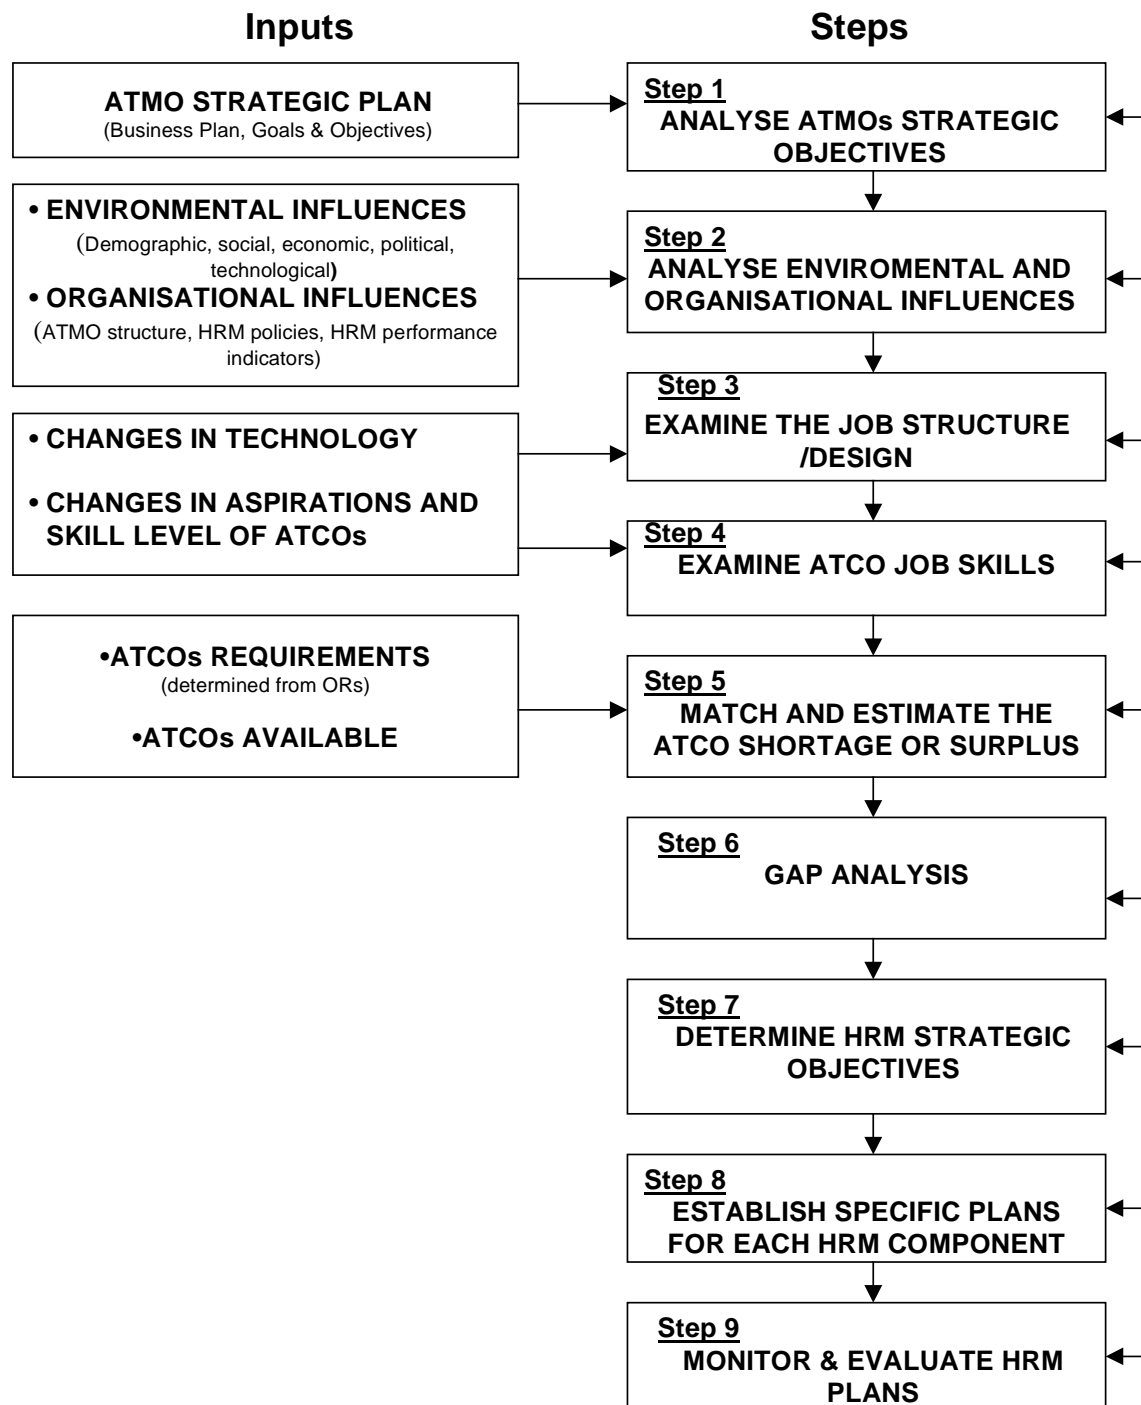 Inputs
Steps
ATMO STRATEGIC PLAN
(Business Plan, Goals & Objectives)
Step 1
ANALYSE ATMOs STRATEGIC
OBJECTIVES
• ENVIRONMENTAL INFLUENCES
(Demographic, social, economic, political,
technological)
• ORGANISATIONAL INFLUENCES
(ATMO structure, HRM policies, HRM performance
indicators)
Step 2
ANALYSE ENVIROMENTAL AND
ORGANISATIONAL INFLUENCES
• CHANGES IN TECHNOLOGY
• CHANGES IN ASPIRATIONS AND
SKILL LEVEL OF ATCOs
Step 3
EXAMINE THE JOB STRUCTURE
/DESIGN
Step 4
EXAMINE ATCO JOB SKILLS
•ATCOs REQUIREMENTS
(determined from ORs)
•ATCOs AVAILABLE
Step 5
MATCH AND ESTIMATE THE
ATCO SHORTAGE OR SURPLUS
Step 6
GAP ANALYSIS
Step 7
DETERMINE HRM STRATEGIC
OBJECTIVES
Step 8
ESTABLISH SPECIFIC PLANS
FOR EACH HRM COMPONENT
Step 9
MONITOR & EVALUATE HRM
PLANS